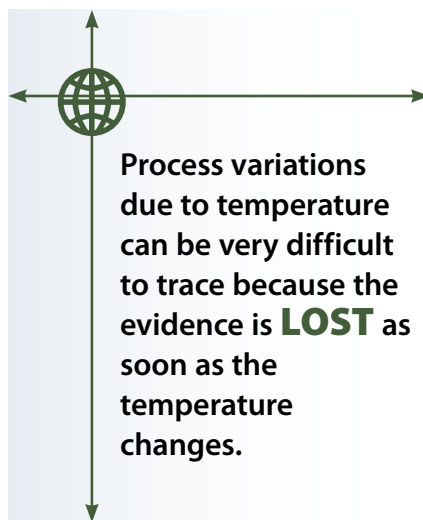 Process variations
due to temperature
can be very difficult
to trace because the
evidence is LOST as
soon as the
temperature
changes.